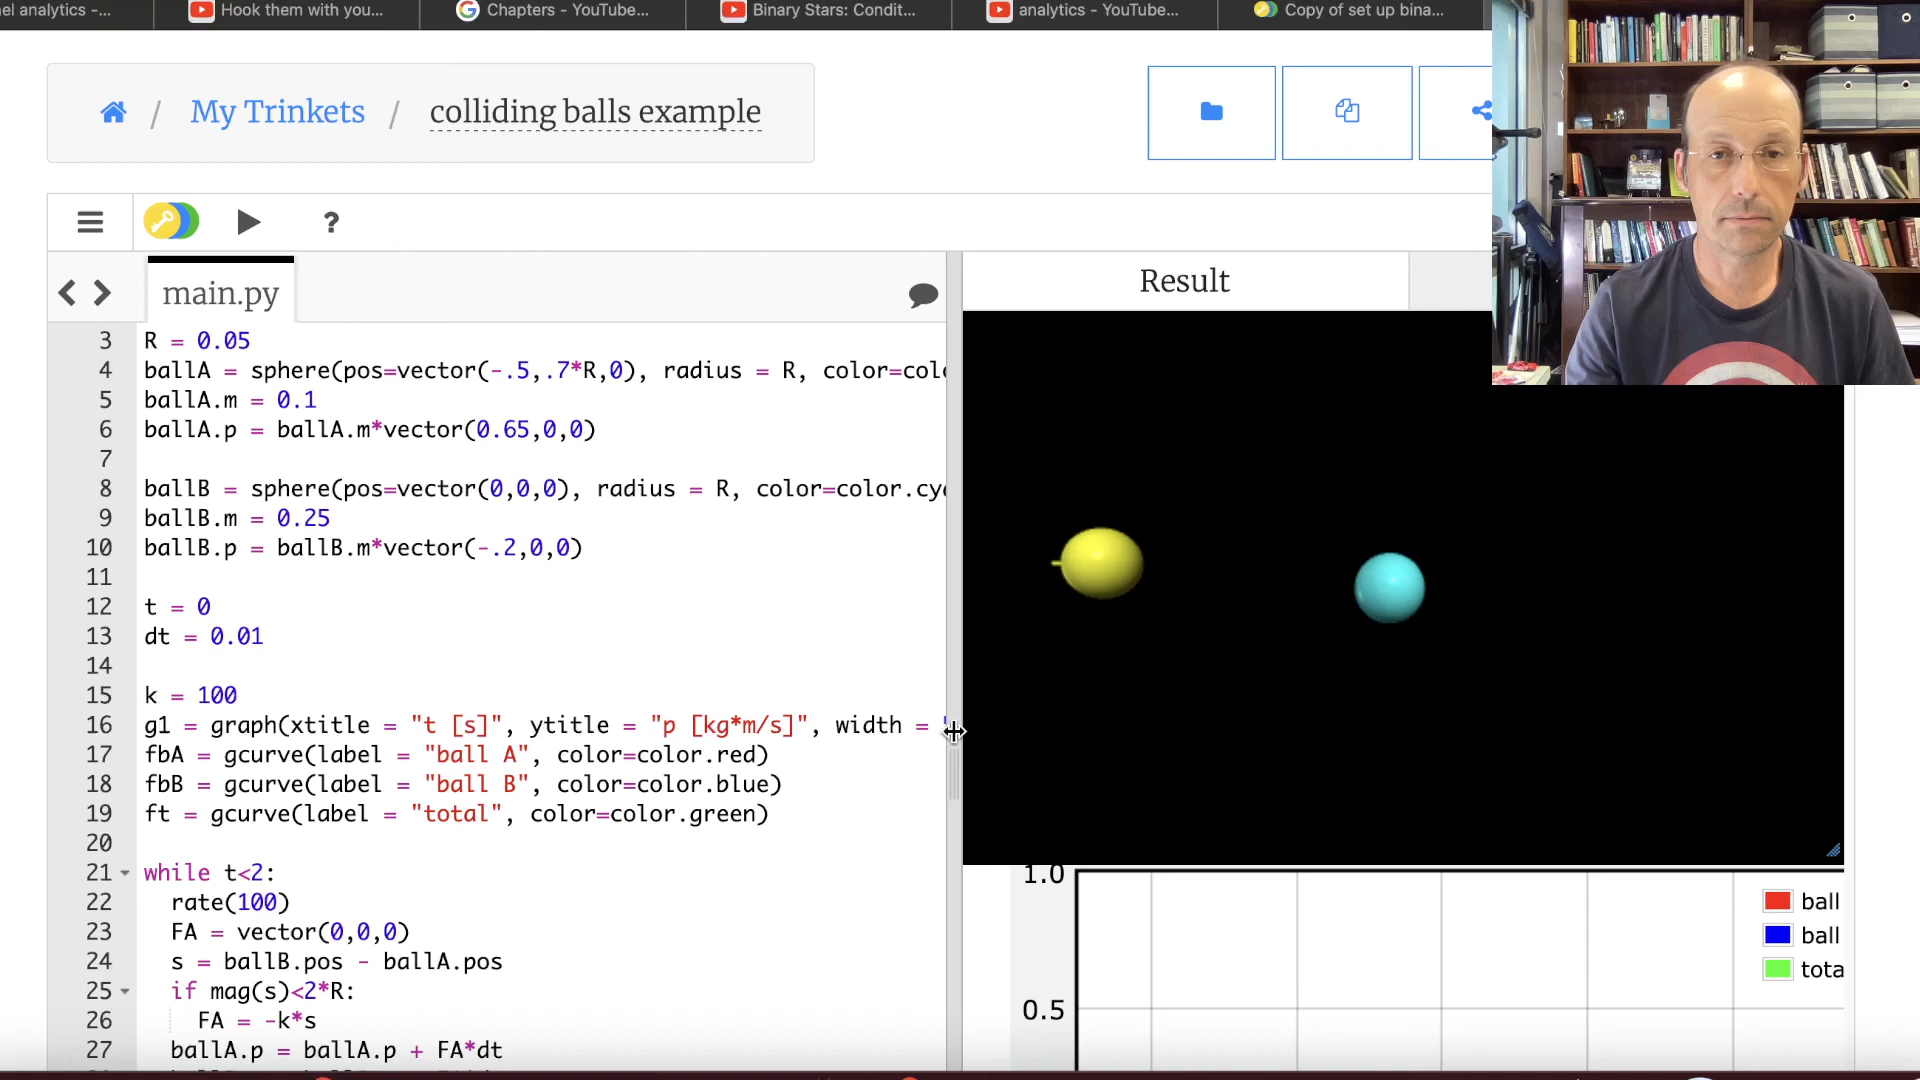 nel analytics -...
Hook them with you...
Chapters - YouTube...
Binary Stars: Condit...
analytics - YouTube...
Copy of set up bina...
/ My Trinkets / colliding balls example
?
main.py
Result
3 R = 0.05
4 ballA = sphere(pos=vector(-.5,.7*R,0), radius = R, color=colo
5 ballA.m = 0.1
6 ballA.p = ballA.m*vector(0.65,0,0)
7
8 ballB = sphere(pos=vector(0,0,0), radius = R, color=color.cya
9 ballB.m = 0.25
10 ballB.p = ballB.m*vector(-.2,0,0)
11
12 t = 0
13 dt = 0.01
14
15 k = 100
16 g1 = graph(xtitle = "t [s]", ytitle = "p [kg*m/s]", width =
17 fbA = gcurve(label = "ball A", color=color.red)
18 fbB = gcurve(label = "ball B", color=color.blue)
19 ft = gcurve(label = "total", color=color.green)
20
21 while t<2:
22 rate(100)
23 FA = vector(0,0,0)
24 s = ballB.pos - ballA.pos
25 if mag(s)<2*R:
26 FA = -k*s
27 ballA.p = ballA.p + FA*dt
1.0
0.5
ball
ball
tota